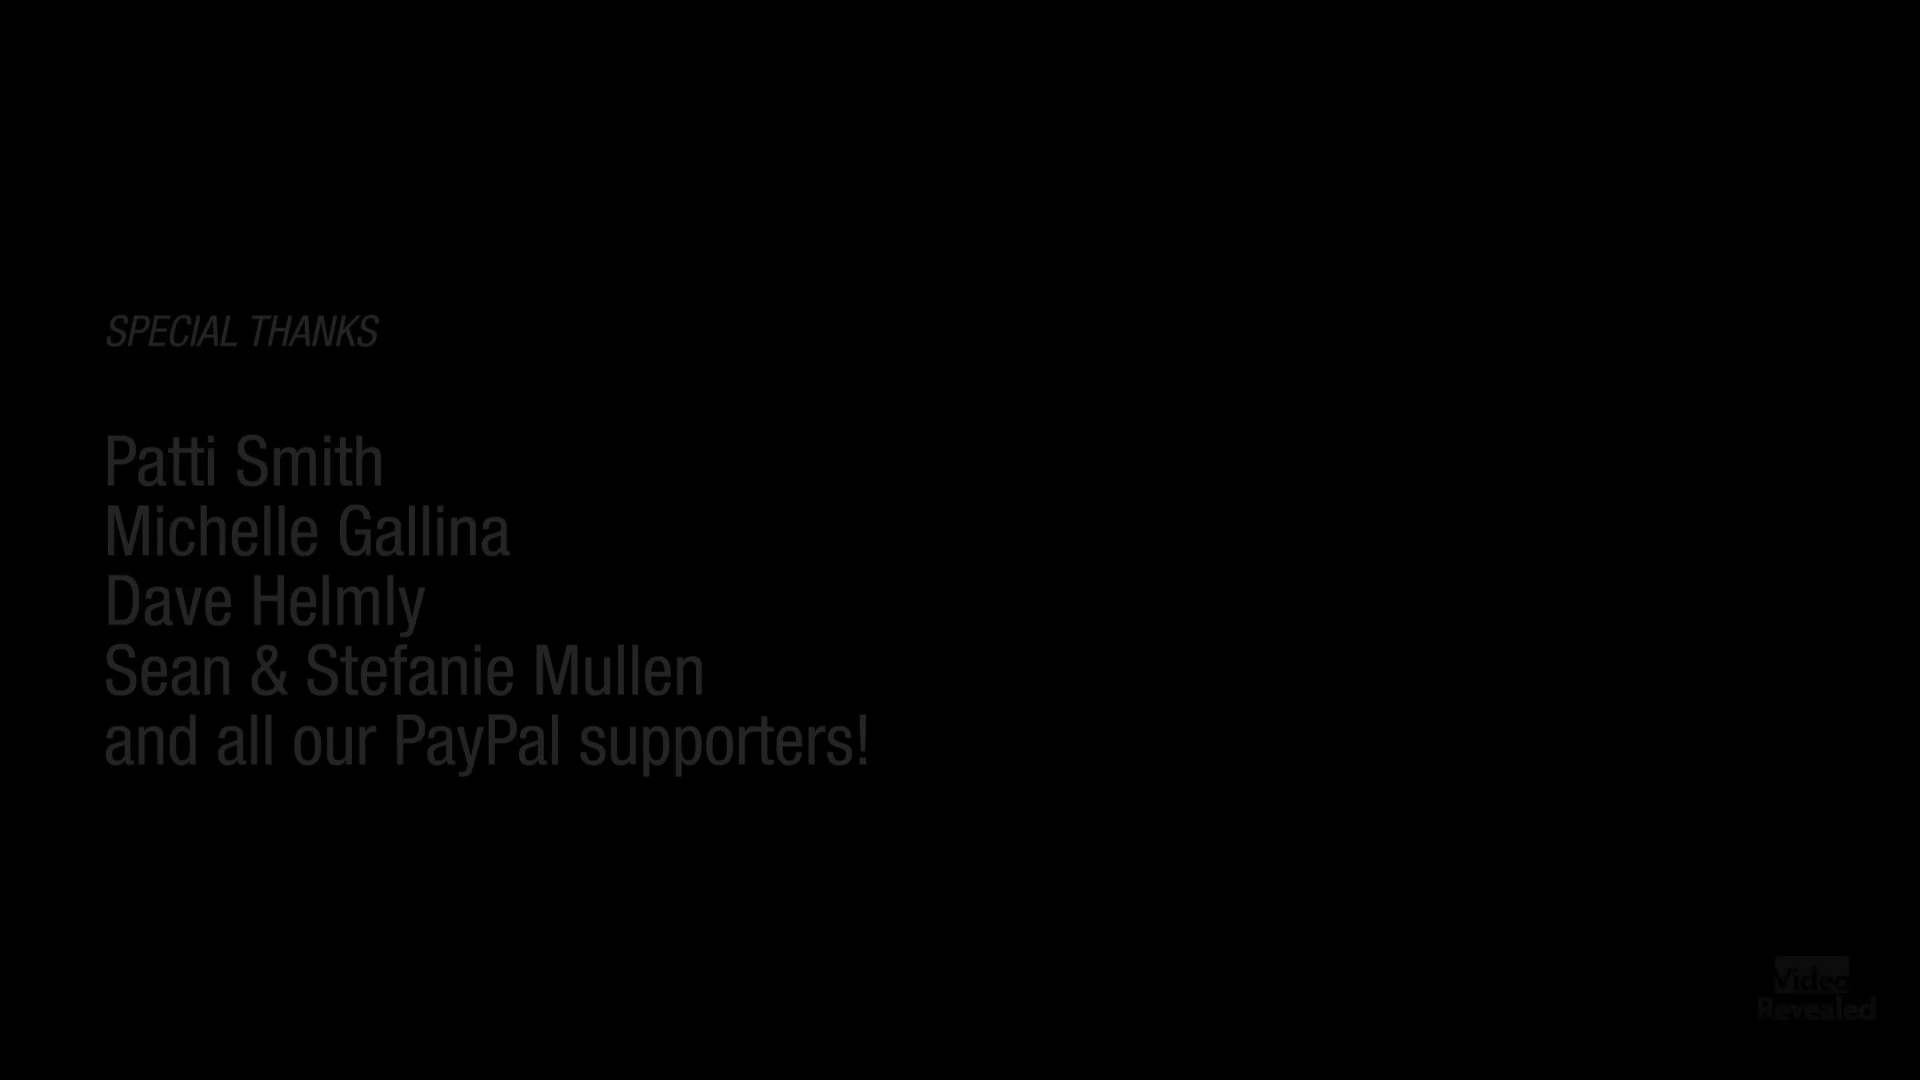 SPECIAL THANKS
Patti Smith
Michelle Gallina
Dave Helmly
Sean & Stefanie Mullen
and all our PayPal supporters!
Video
Revealed